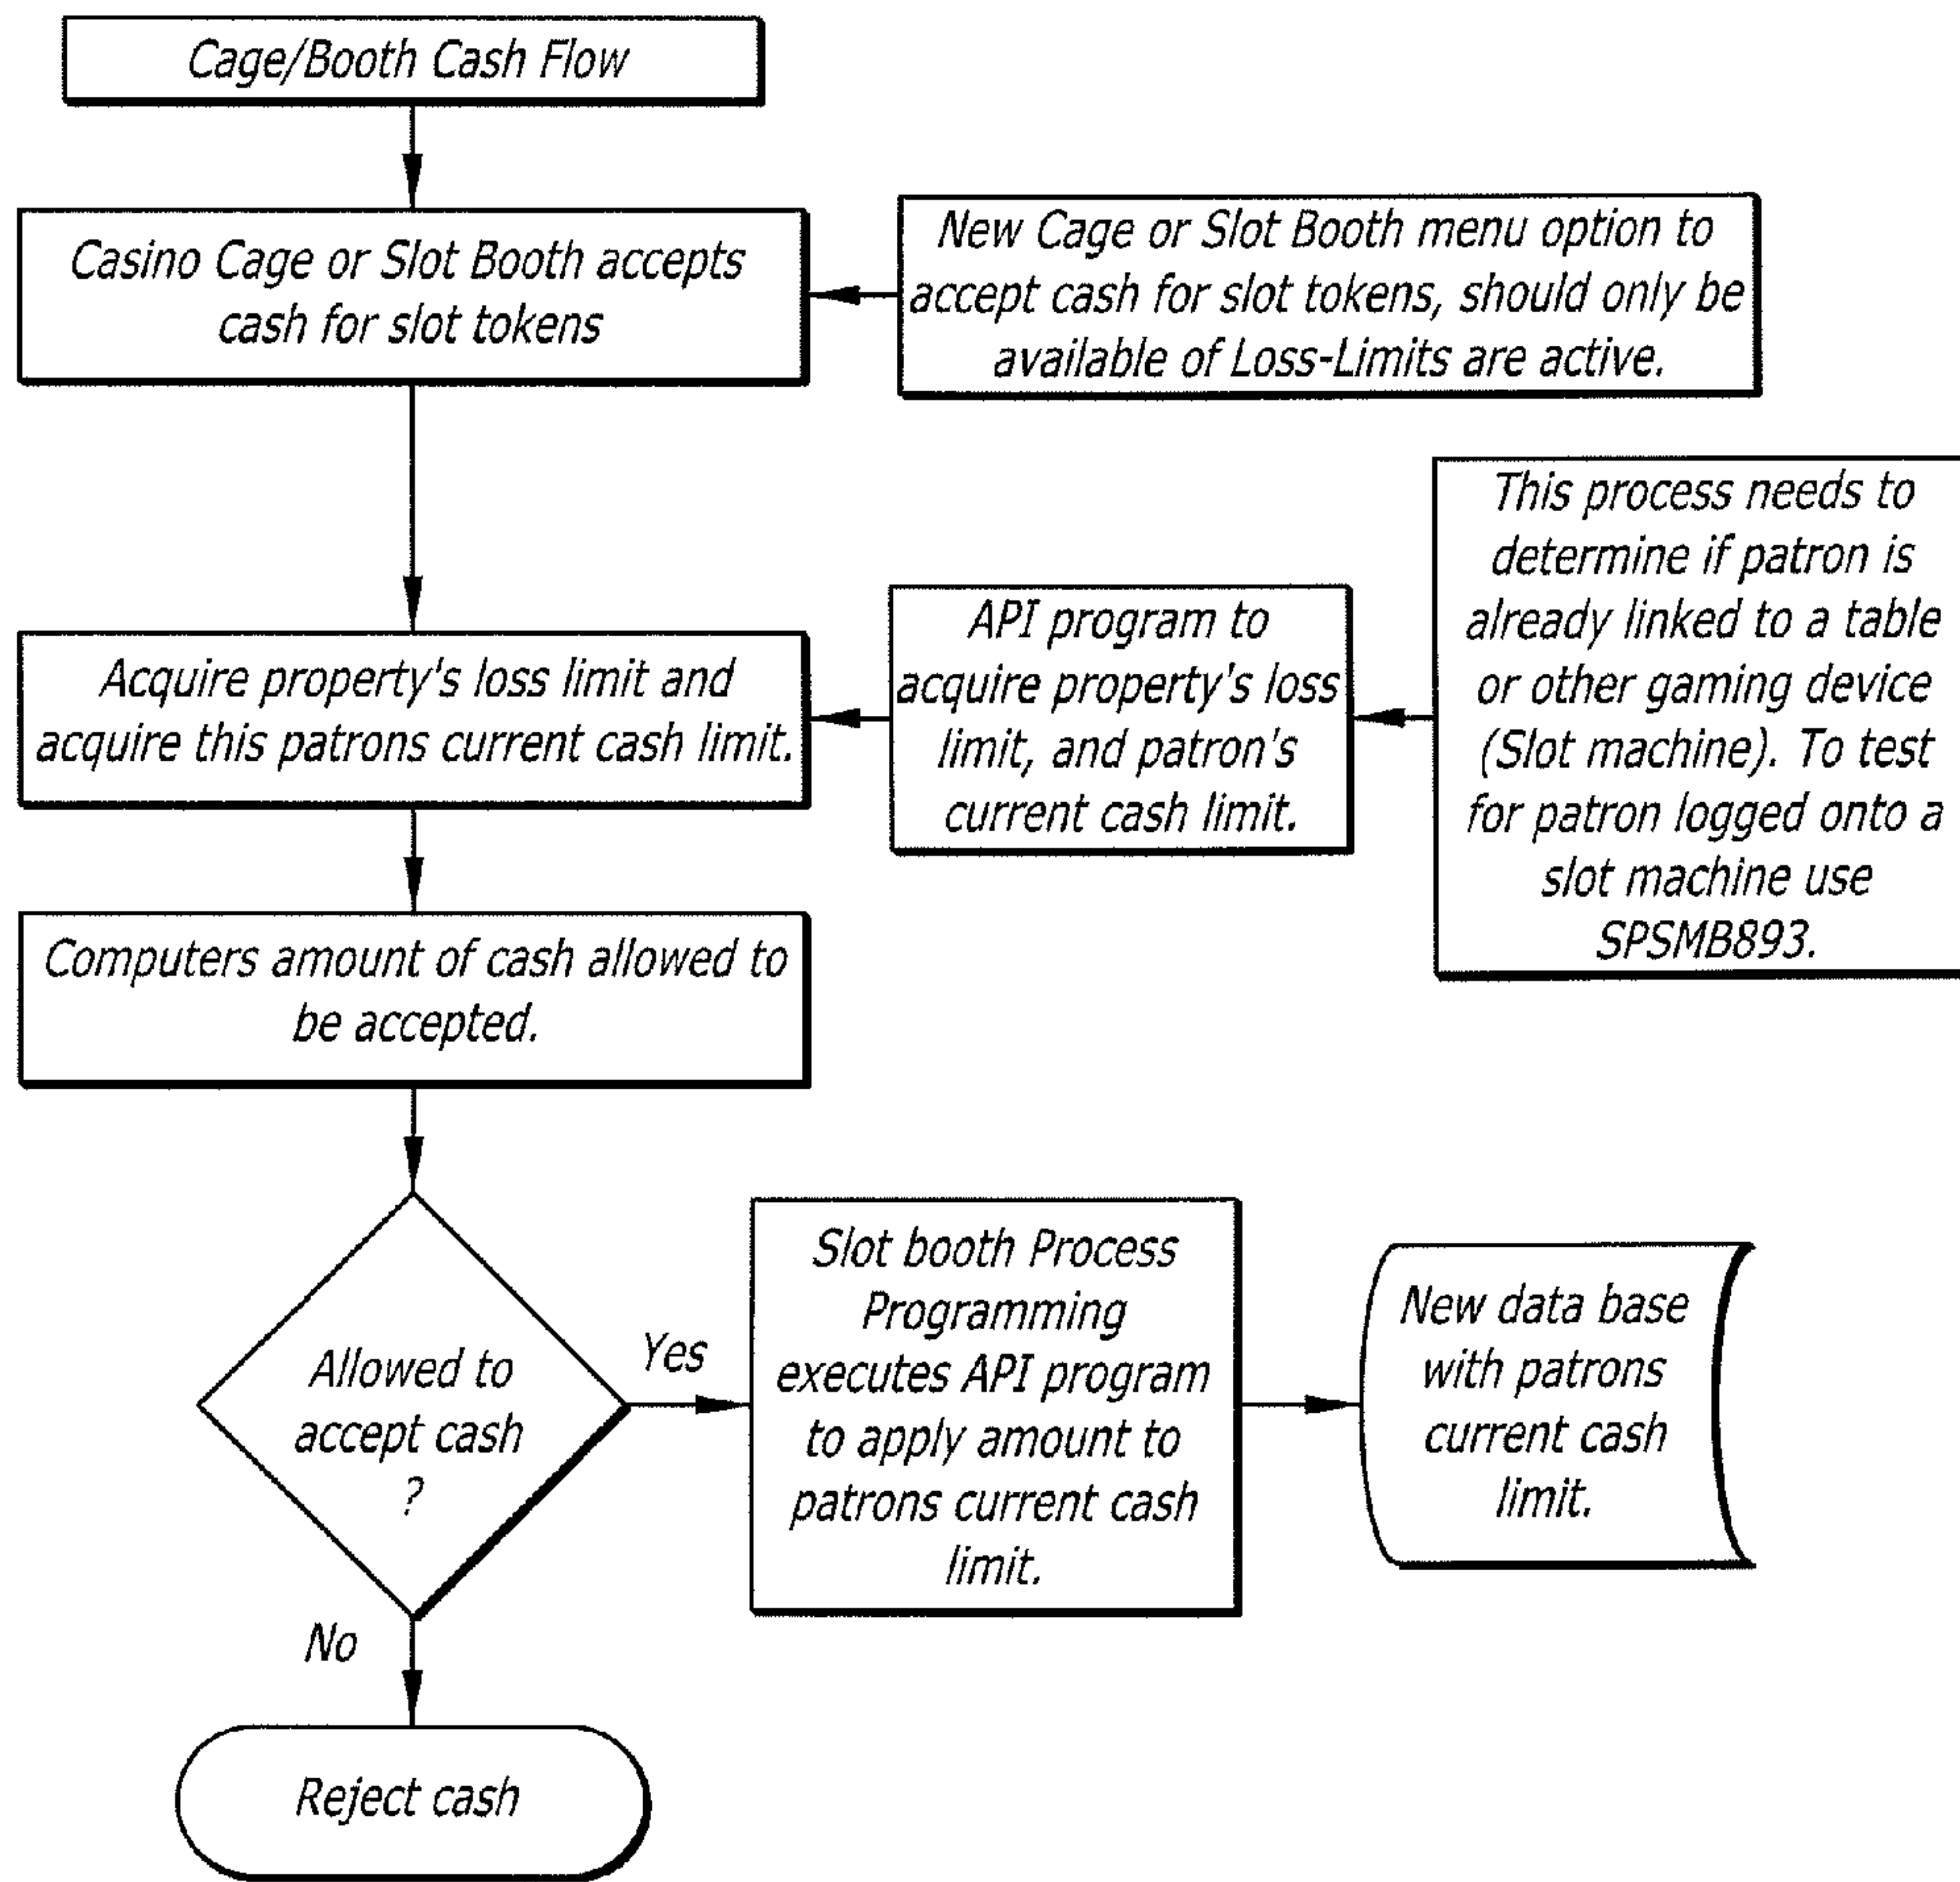 Cage/Booth Cash Flow
Casino Cage or Slot Booth accepts
cash for slot tokens
New Cage or Slot Booth menu option to
accept cash for slot tokens, should only be
available of Loss-Limits are active.
Acquire property's loss limit and
acquire this patrons current cash limit.
API program to
acquire property's loss
limit, and patron's
current cash limit.
This process needs to
determine if patron is
already linked to a table
or other gaming device
(Slot machine). To test
for patron logged onto a
slot machine use
SPSMB893.
Computers amount of cash allowed to
be accepted.
Allowed to
accept cash
?
Yes
Slot booth Process
Programming
executes API program
to apply amount to
patrons current cash
limit.
New data base
with patrons
current cash
limit.
No
Reject cash